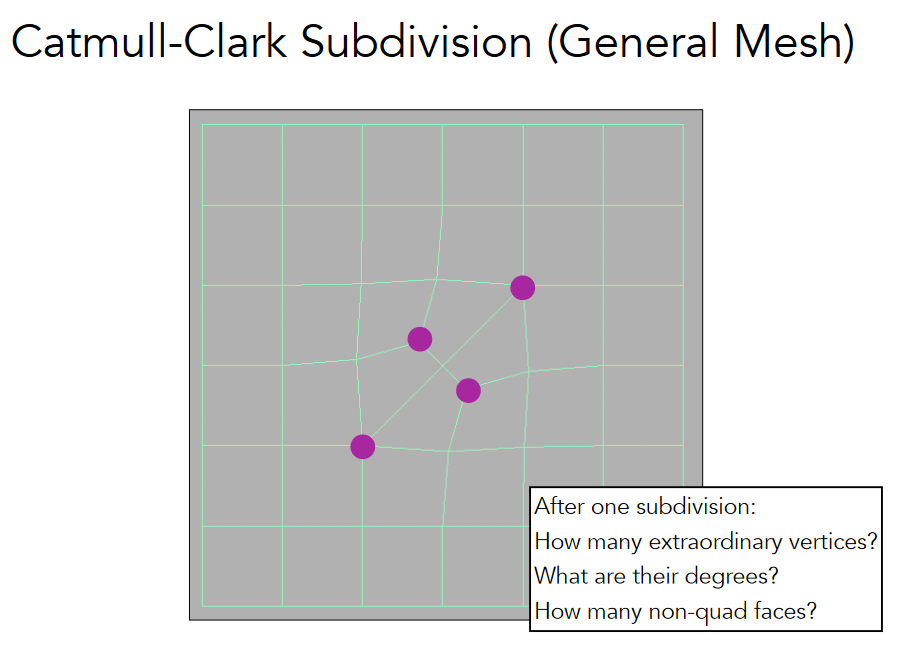 Catmull-Clark Subdivision (General Mesh)
After one subdivision:
How many extraordinary vertices?
What are their degrees?
How many non-quad faces?